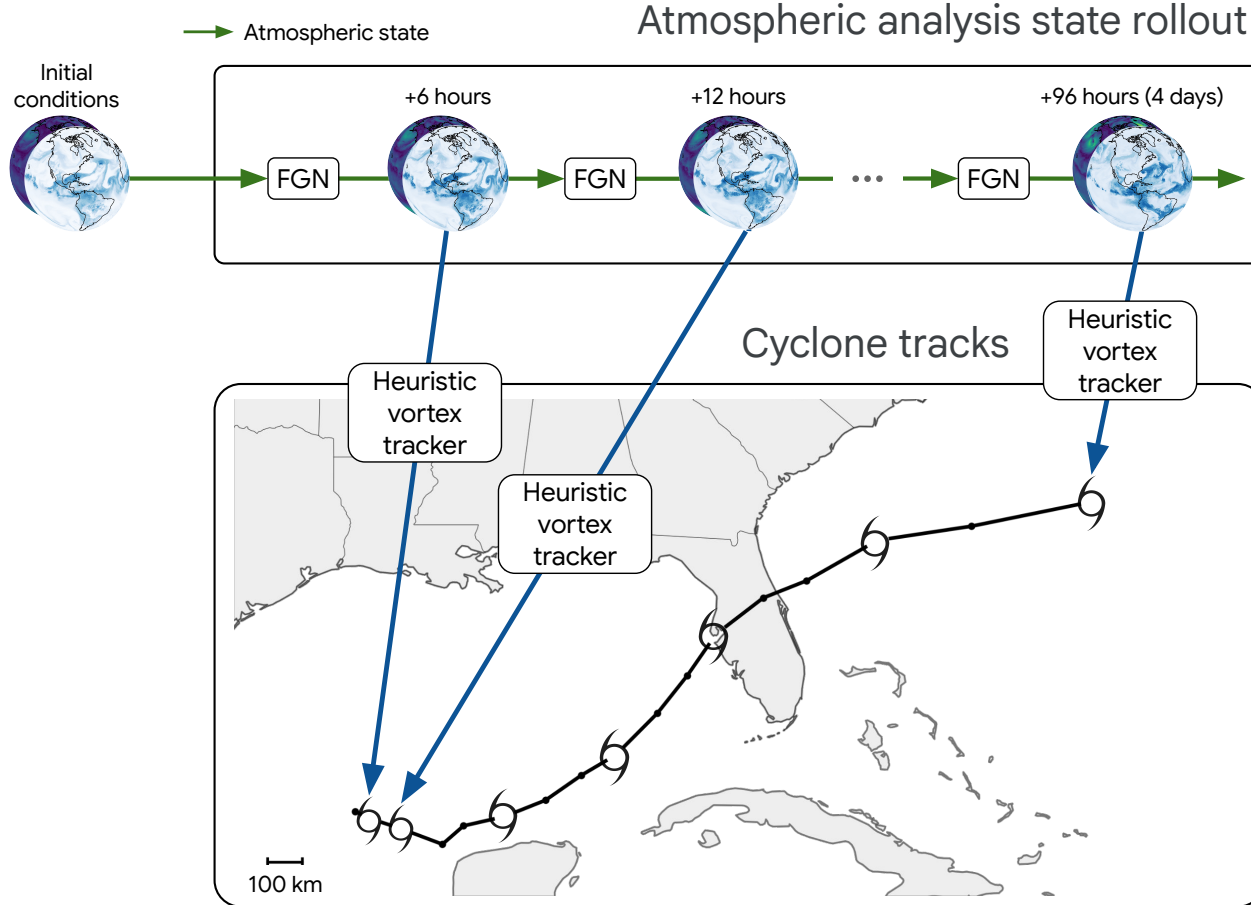 Atmospheric analysis state rollout
Atmospheric state
Initial
conditions
+6 hours
+12 hours
+96 hours (4 days)
FGN
FGN
...
FGN
Cyclone tracks
Heuristic
vortex
tracker
Heuristic
vortex
tracker
Heuristic
vortex
tracker
100 km